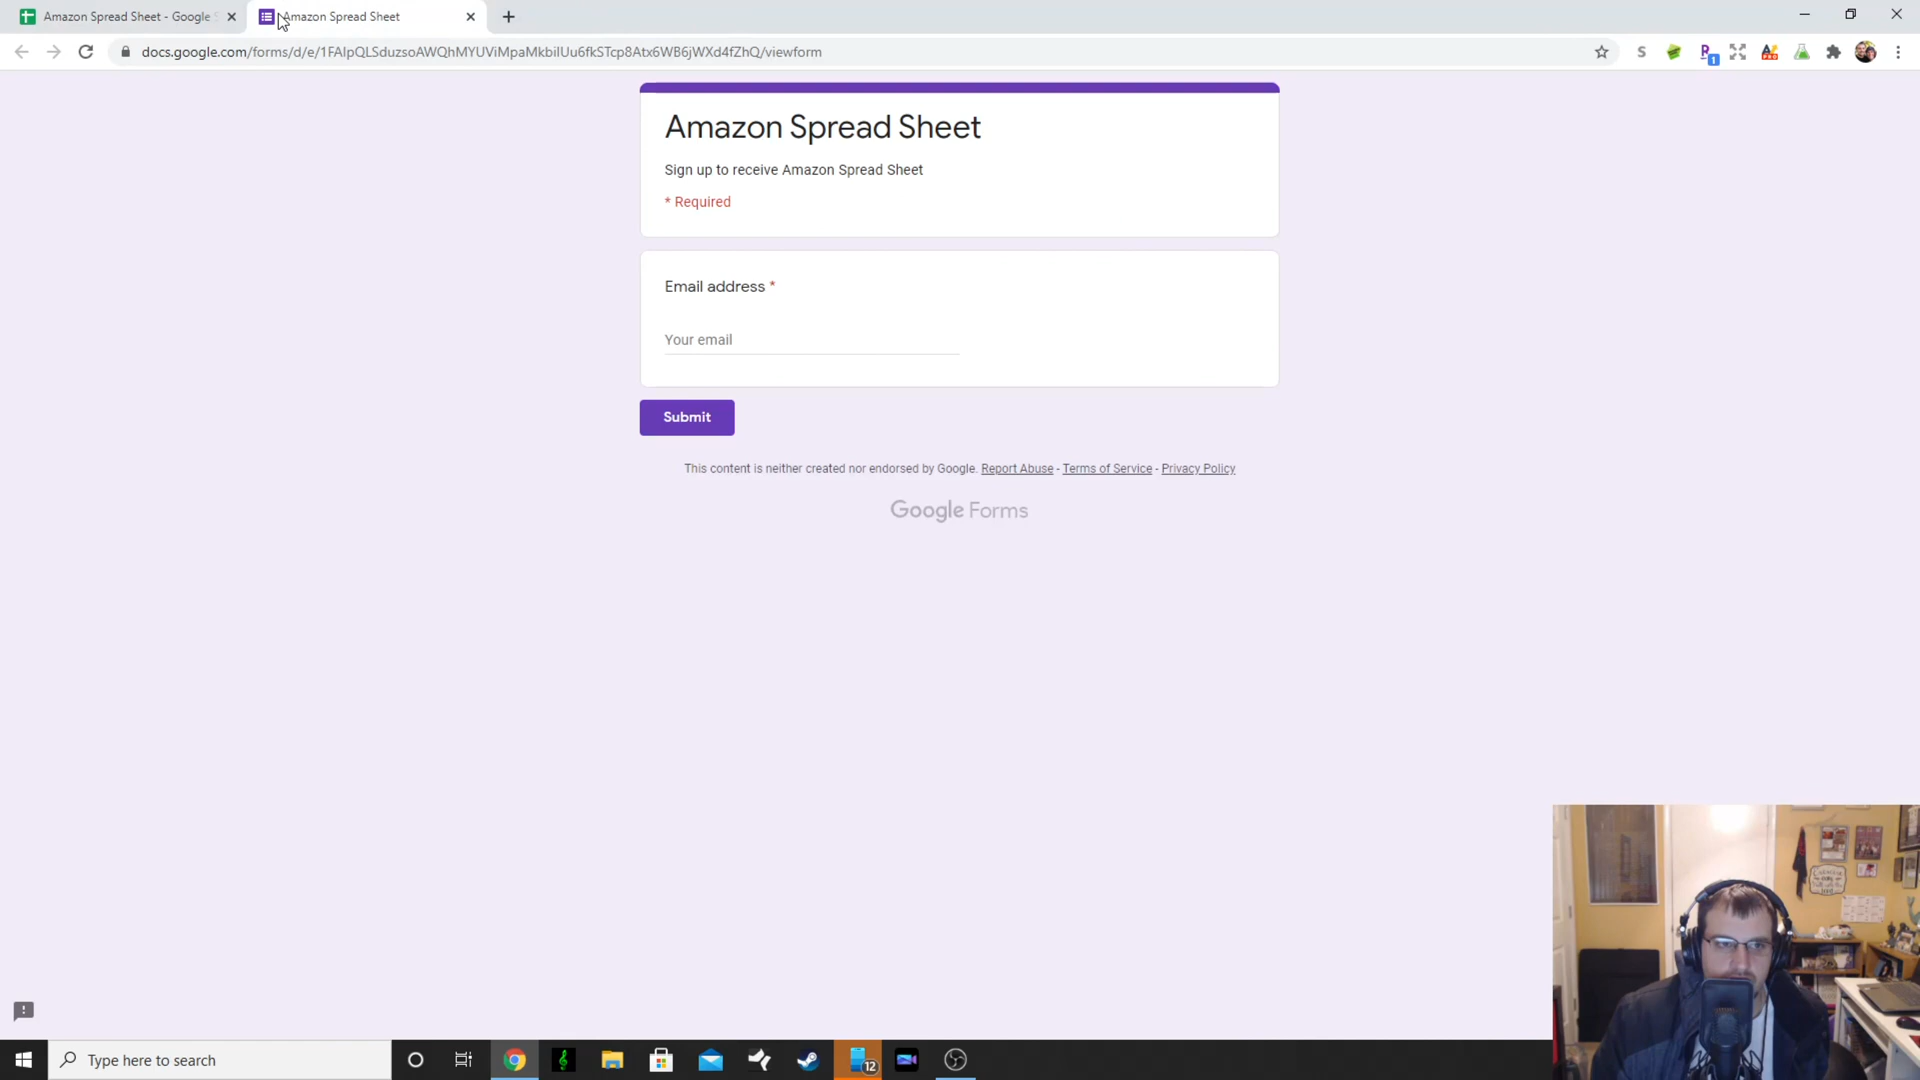 Amazon Spread Sheet - Google S
Amazon Spread Sheet
docs.google.com/forms/d/e/1FAIpQLSduzsoAWQhMYUViMpaMkbilUu6fkSTcp8Atx6WB6jWXd4fZhQ/viewform
Amazon Spread Sheet
Sign up to receive Amazon Spread Sheet
* Required
Email address *
Your email
Submit
This content is neither created nor endorsed by Google. Report Abuse - Terms of Service - Privacy Policy
Google Forms
Type here to search
12